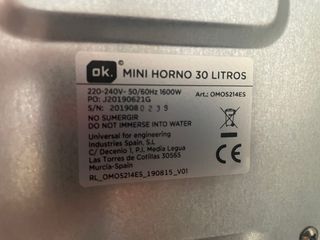 ok. MINI HORNO 30 LITROS
220-240V- 50/60Hz 1600W Art.: OMO5214ES
PO: J20190621G
S/N: 201908 0 2 3 9
NO SUMERGIR
DO NOT IMMERSE INTO WATER
Universal for engineering
Industries Spain, S.L
C/ Decenio 1, P.I. Media Legua
Las Torres de Cotillas 30565
Murcia-Spain
RL_OMO5214ES_190815_V01